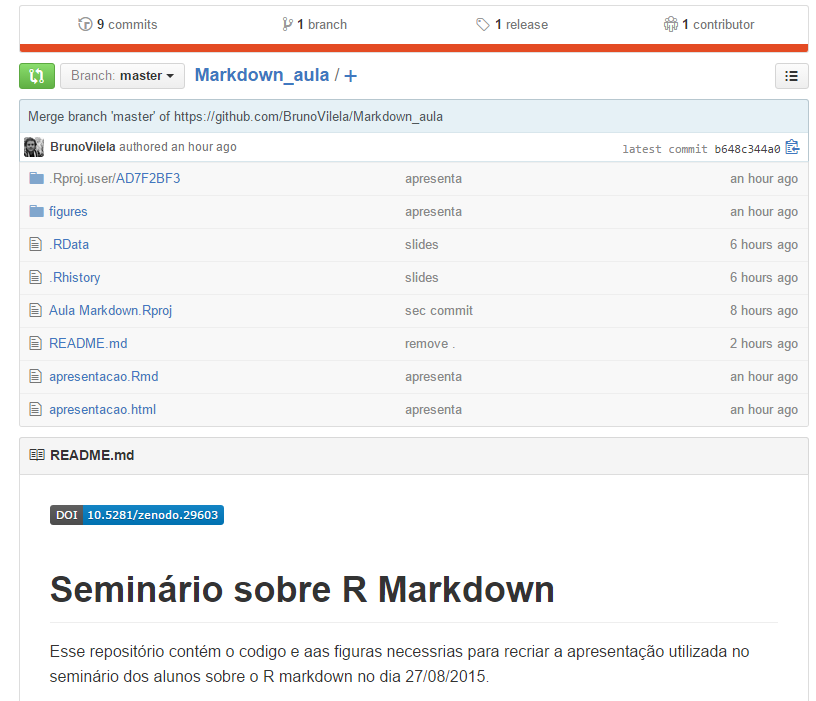 9 commits 1 branch 1 release 1 contributor
Branch: master Markdown_aula / +
Merge branch 'master' of https://github.com/BrunoVilela/Markdown_aula
BrunoVilela authored an hour ago latest commit b648c344a0
.Rproj.user/AD7F2BF3 apresenta an hour ago
figures apresenta an hour ago
.RData slides 6 hours ago
.Rhistory slides 6 hours ago
Aula Markdown.Rproj sec commit 8 hours ago
README.md remove . 2 hours ago
apresentacao.Rmd apresenta an hour ago
apresentacao.html apresenta an hour ago
README.md
DOI 10.5281/zenodo.29603
Seminário sobre R Markdown
Esse repositório contém o codigo e aas figuras necessrias para recriar a apresentação utilizada no
seminário dos alunos sobre o R markdown no dia 27/08/2015.